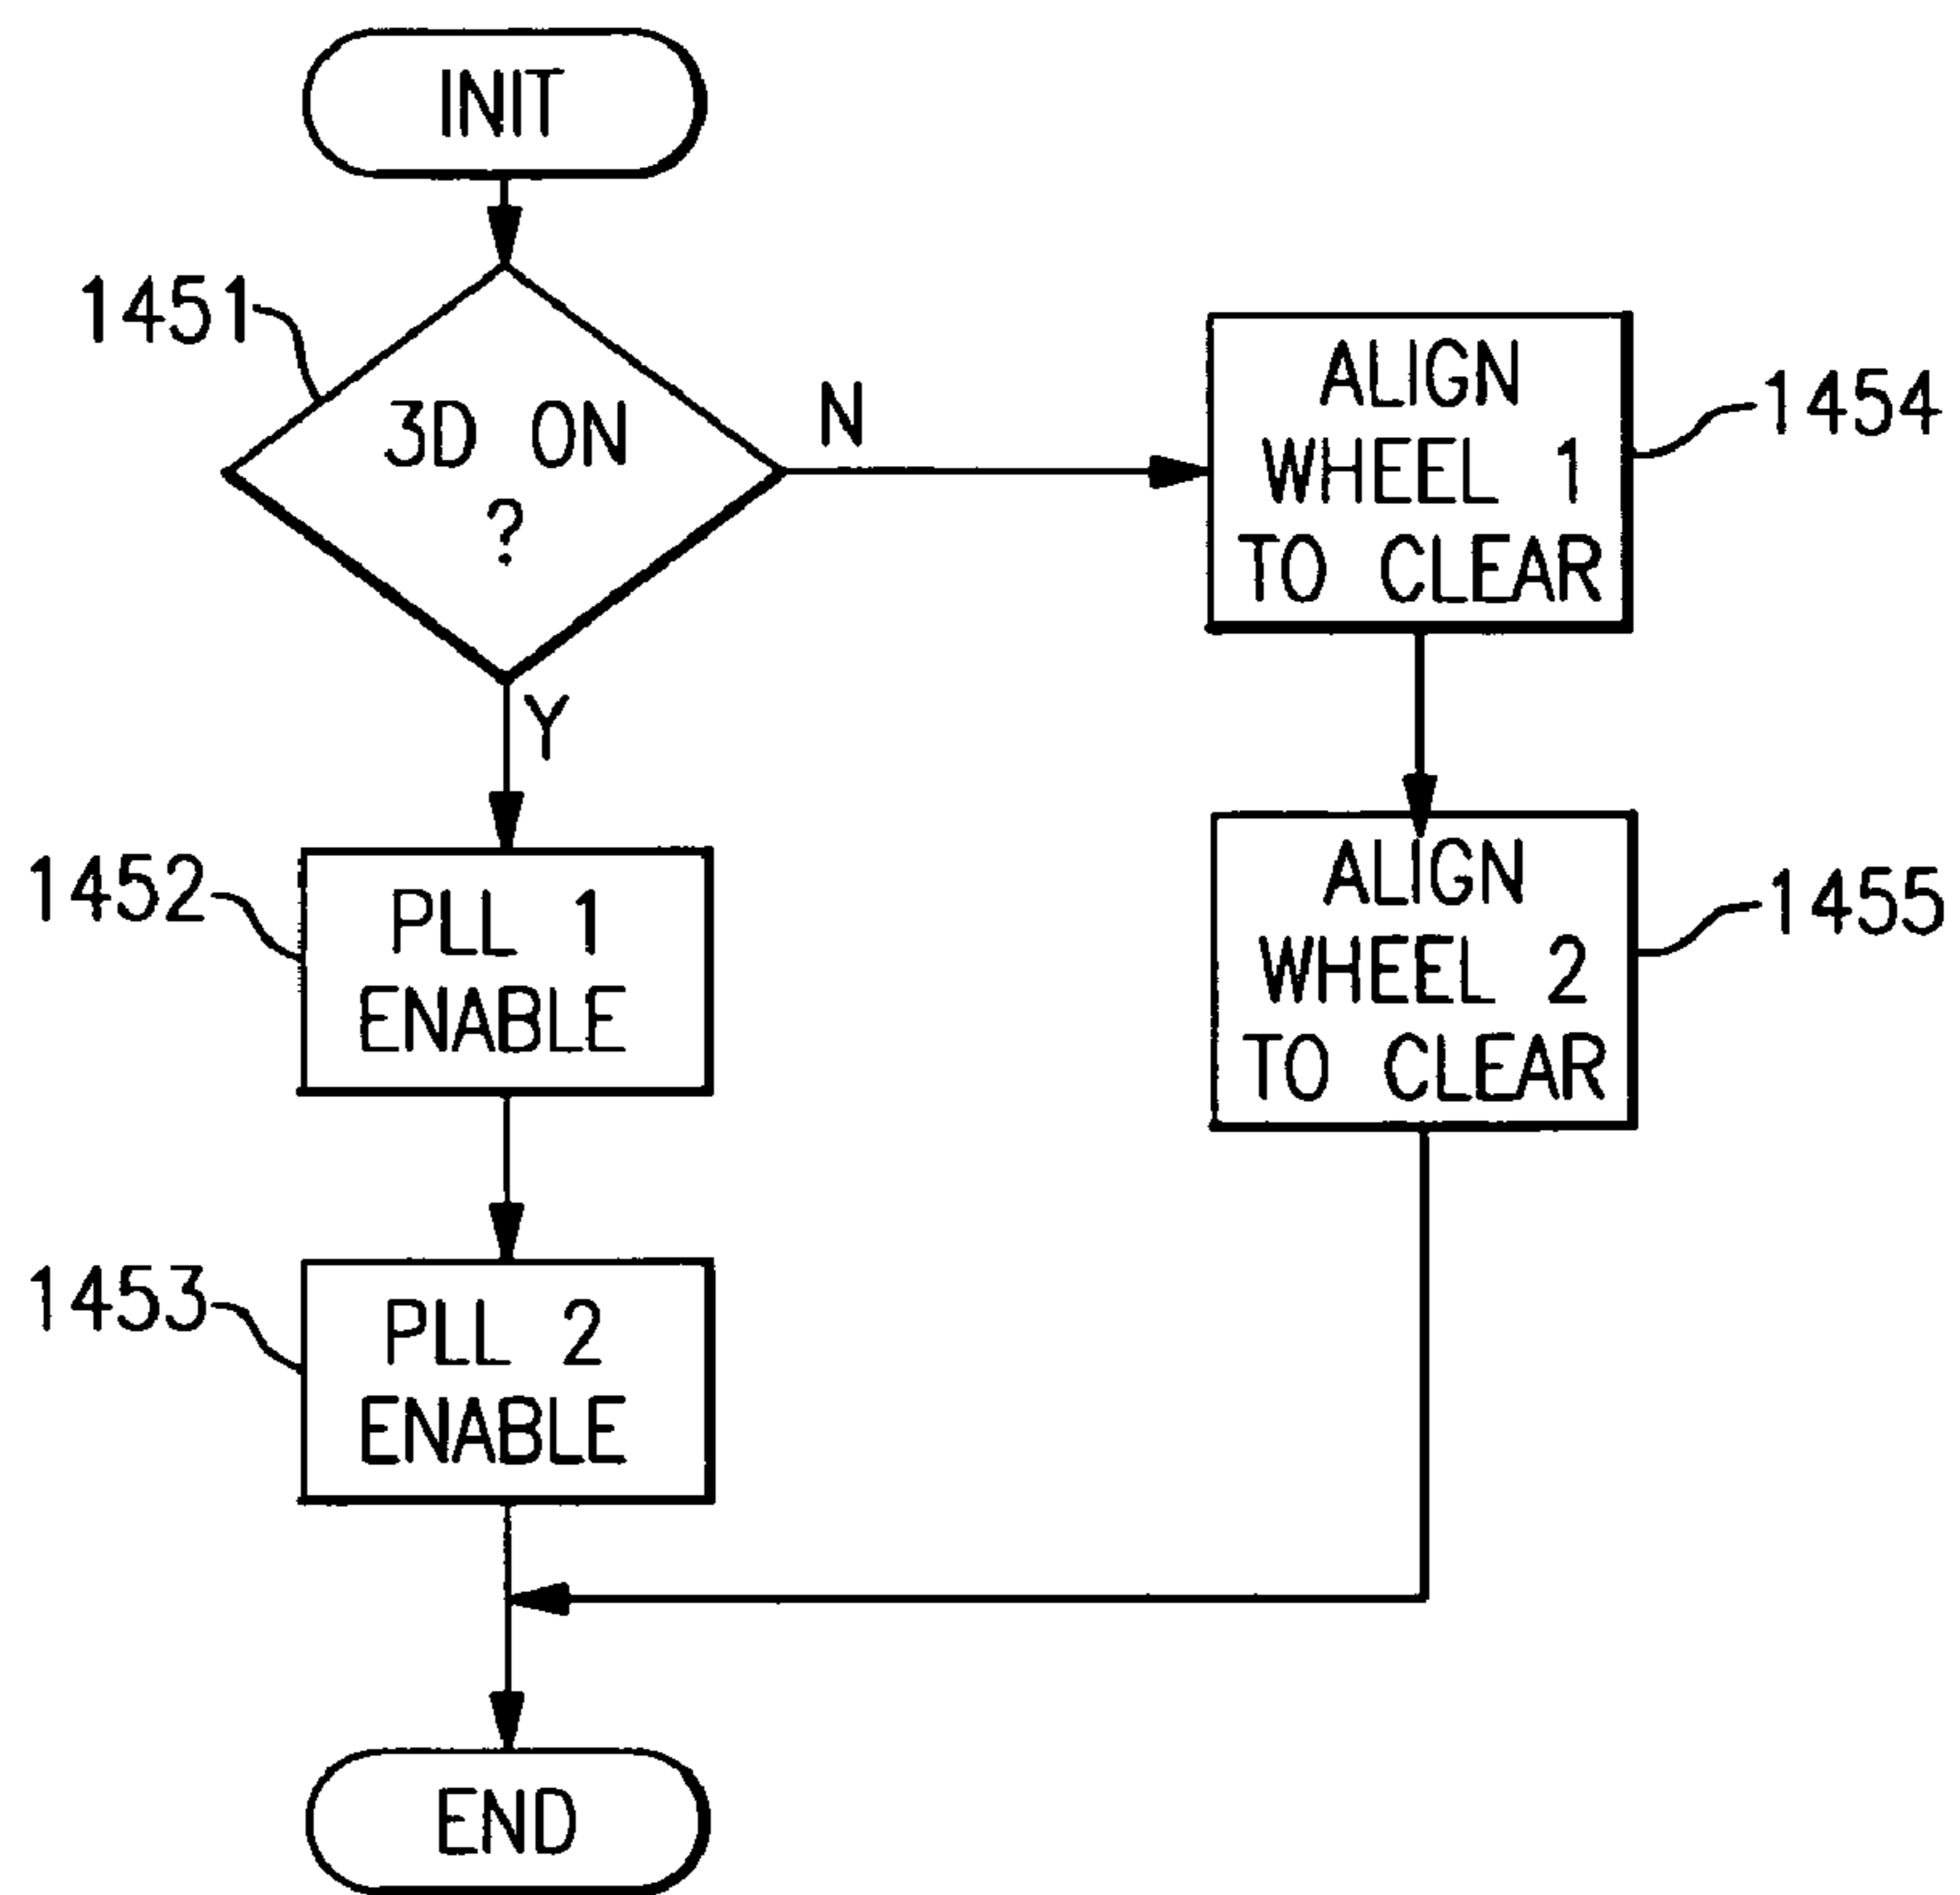 INIT
1451
3D ON
?
N
Y
ALIGN
WHEEL 1
TO CLEAR
1454
1452
PLL 1
ENABLE
ALIGN
WHEEL 2
TO CLEAR
1455
1453
PLL 2
ENABLE
END